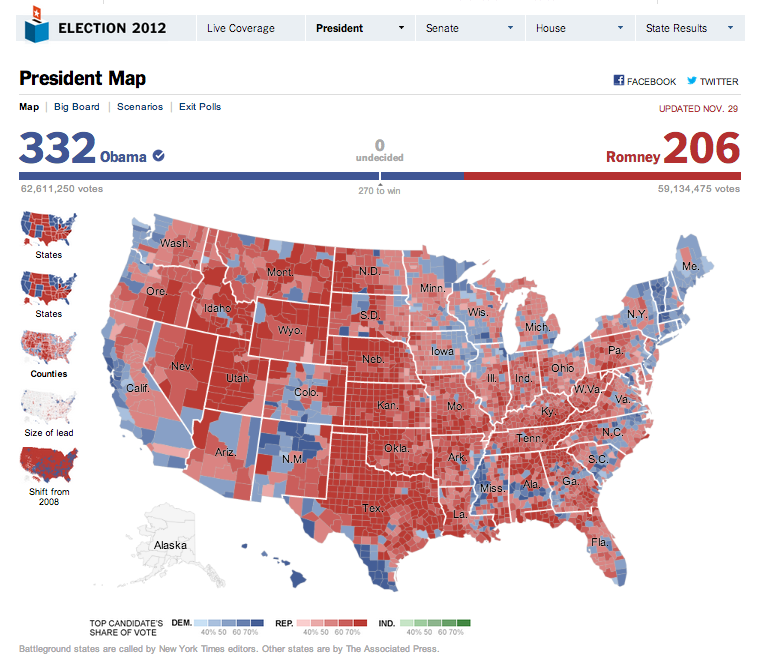 ELECTION 2012
Live Coverage
President
Senate
House
State Results
President Map
FACEBOOK
TWITTER
Map | Big Board | Scenarios | Exit Polls
UPDATED NOV. 29
332 Obama
0
undecided
Romney 206
62,611,250 votes
270 to win
59,134,475 votes
States
States
Counties
Size of lead
Shift from
2008
Wash.
Mont.
N.D.
Minn.
Me.
Ore.
Idaho
S.D.
Wis.
N.Y.
Wyo.
Mich.
Neb.
Iowa
Pa.
Nev.
Utah
Ill.
Ind.
Ohio
Calif.
Colo.
Kan.
Mo.
W.Va.
Va.
Ky.
Ariz.
N.M.
Okla.
Ark.
Tenn.
N.C.
S.C.
Tex.
La.
Miss.
Ala.
Ga.
Fla.
Alaska
TOP CANDIDATE'S
SHARE OF VOTE
DEM.
40% 50 60 70%
REP.
40% 50 60 70%
IND.
40% 50 60 70%
Battleground states are called by New York Times editors. Other states are by The Associated Press.